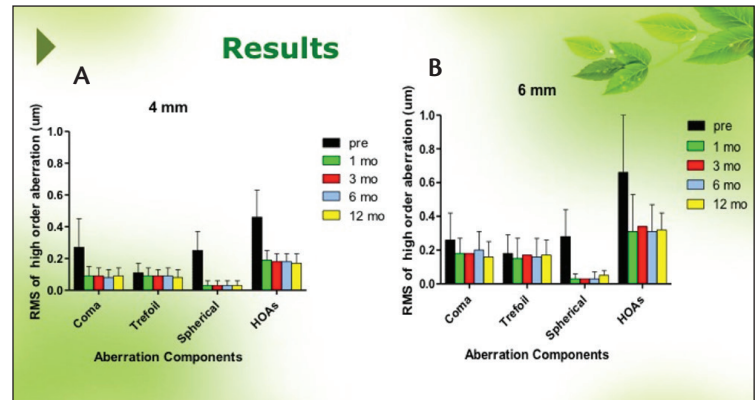 Results
A
4 mm
RMS of high order aberration (um)
1.0
0.8
0.6
0.4
0.2
0.0
Coma
Trefoil
Spherical
HOAs
Aberration Components
pre
1 mo
3 mo
6 mo
12 mo
B
6 mm
RMS of high order aberration (um)
1.0
0.8
0.6
0.4
0.2
0.0
Coma
Trefoil
Spherical
HOAs
Aberration Components
pre
1 mo
3 mo
6 mo
12 mo